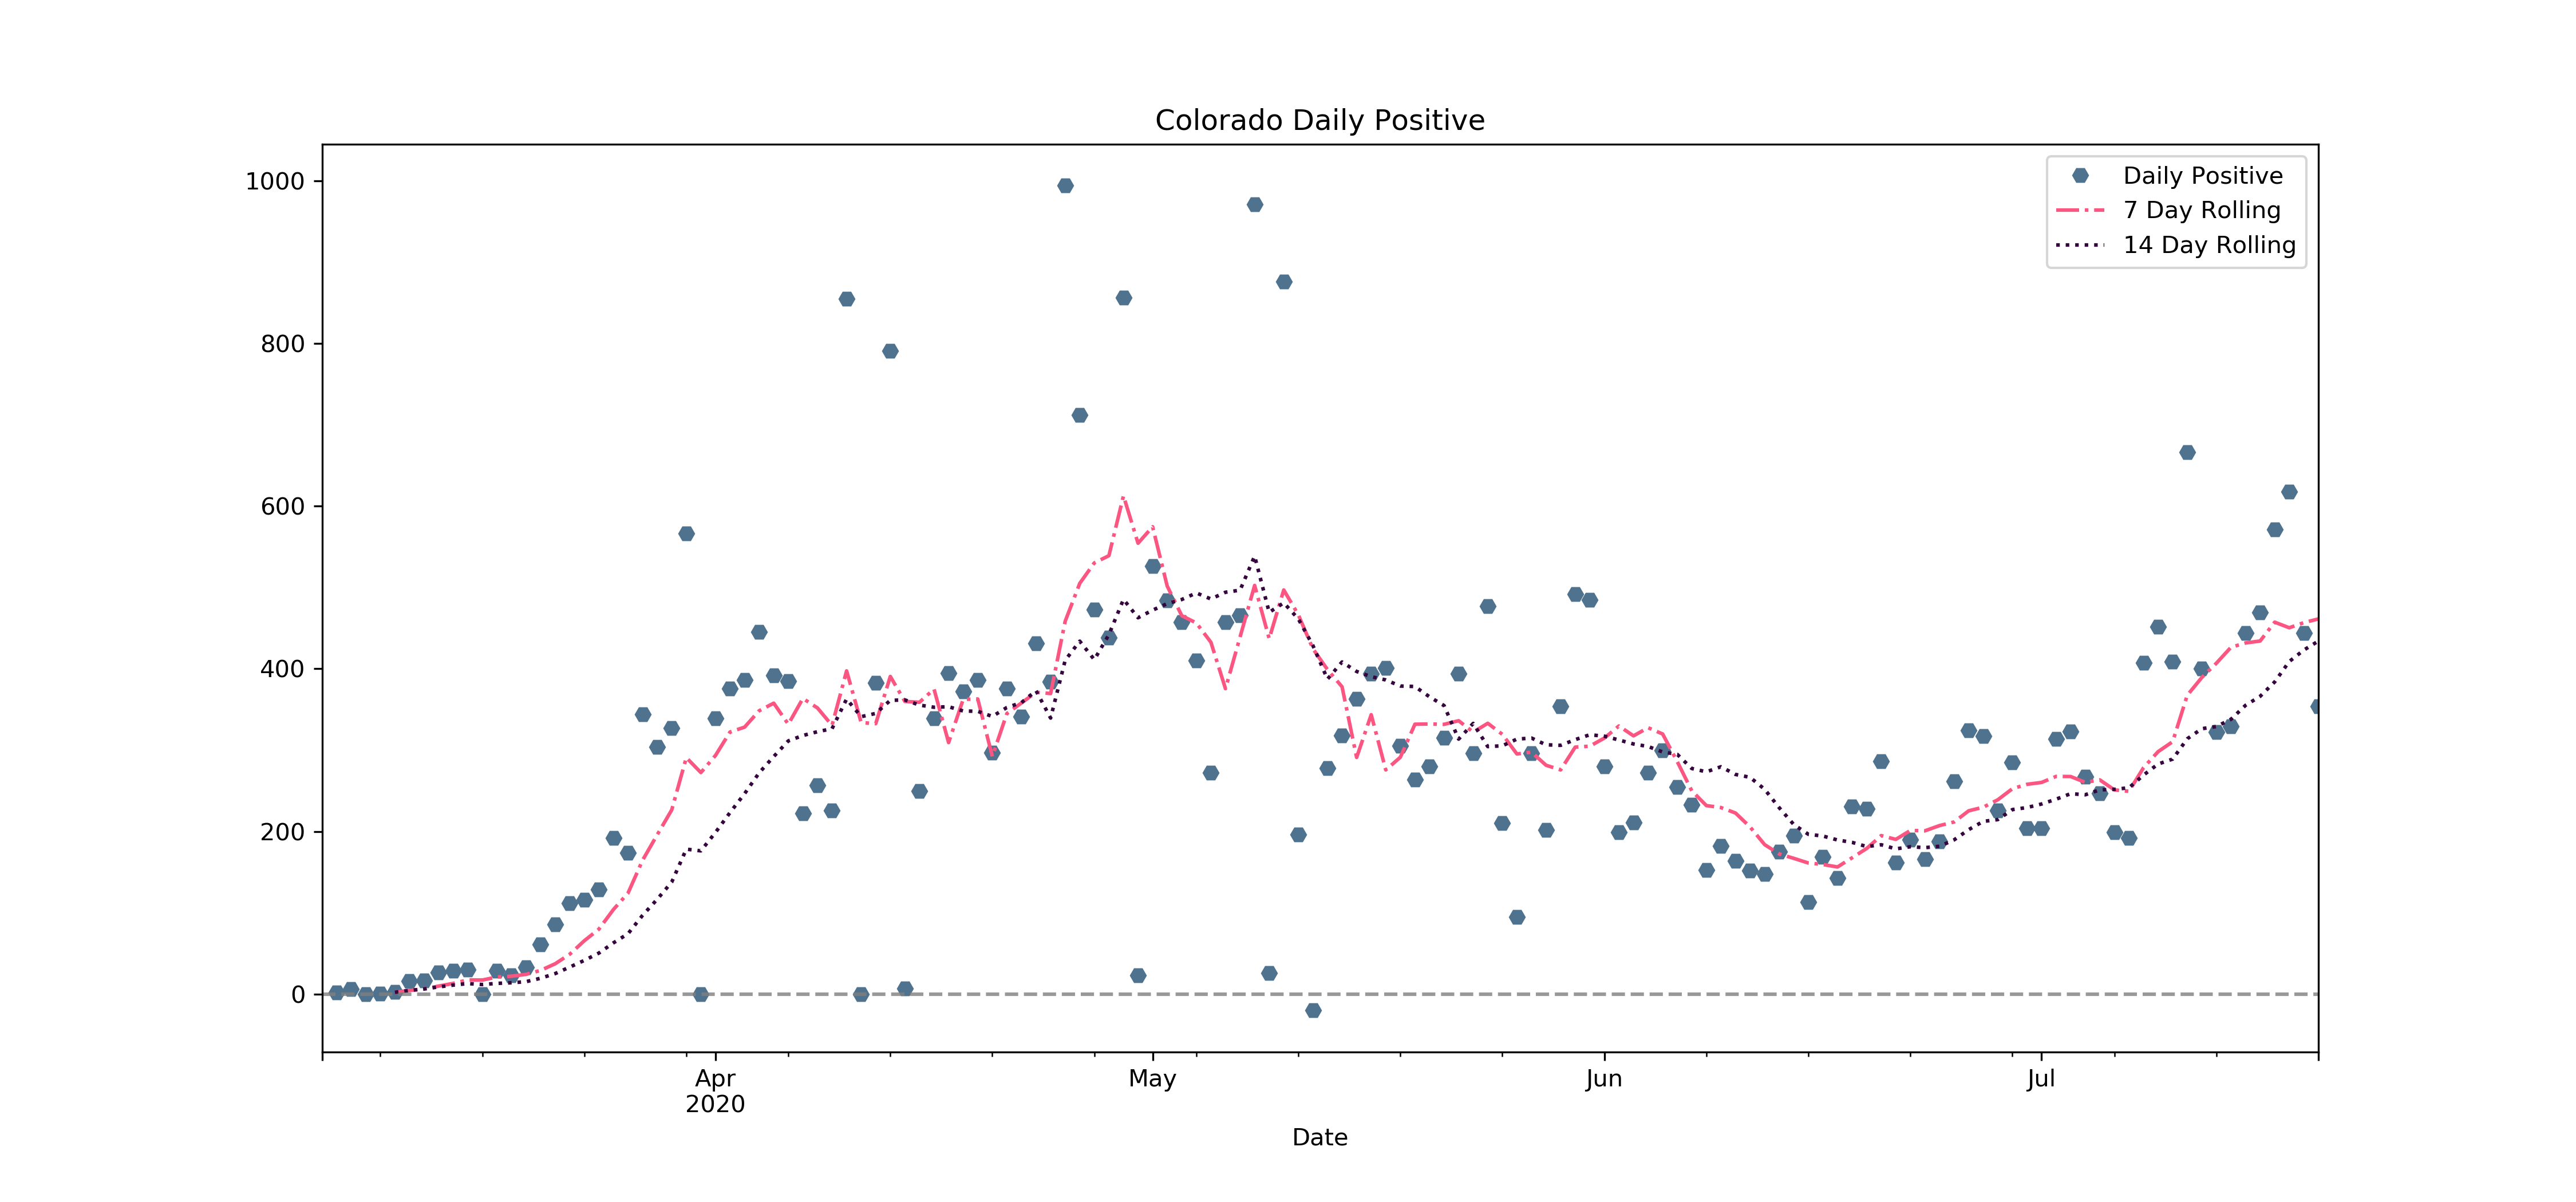 Colorado Daily Positive
1000
800
600
400
200
0
Daily Positive
7 Day Rolling
14 Day Rolling
Apr
2020
May
Jun
Jul
Date